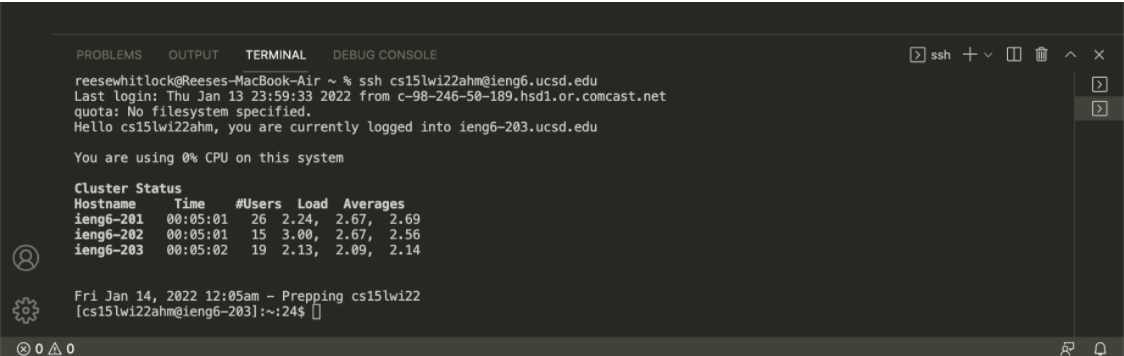 PROBLEMS OUTPUT TERMINAL DEBUG CONSOLE ssh
reesewhitlock@Reeses-MacBook-Air ~ % ssh cs15lwi22ahm@ieng6.ucsd.edu
Last login: Thu Jan 13 23:59:33 2022 from c-98-246-50-189.hsd1.or.comcast.net
quota: No filesystem specified.
Hello cs15lwi22ahm, you are currently logged into ieng6-203.ucsd.edu
You are using 0% CPU on this system
Cluster Status
Hostname Time #Users Load Averages
ieng6-201 00:05:01 26 2.24, 2.67, 2.69
ieng6-202 00:05:01 15 3.00, 2.67, 2.56
ieng6-203 00:05:02 19 2.13, 2.09, 2.14
Fri Jan 14, 2022 12:05am - Prepping cs15lwi22
[cs15lwi22ahm@ieng6-203]:~:24$
0 0